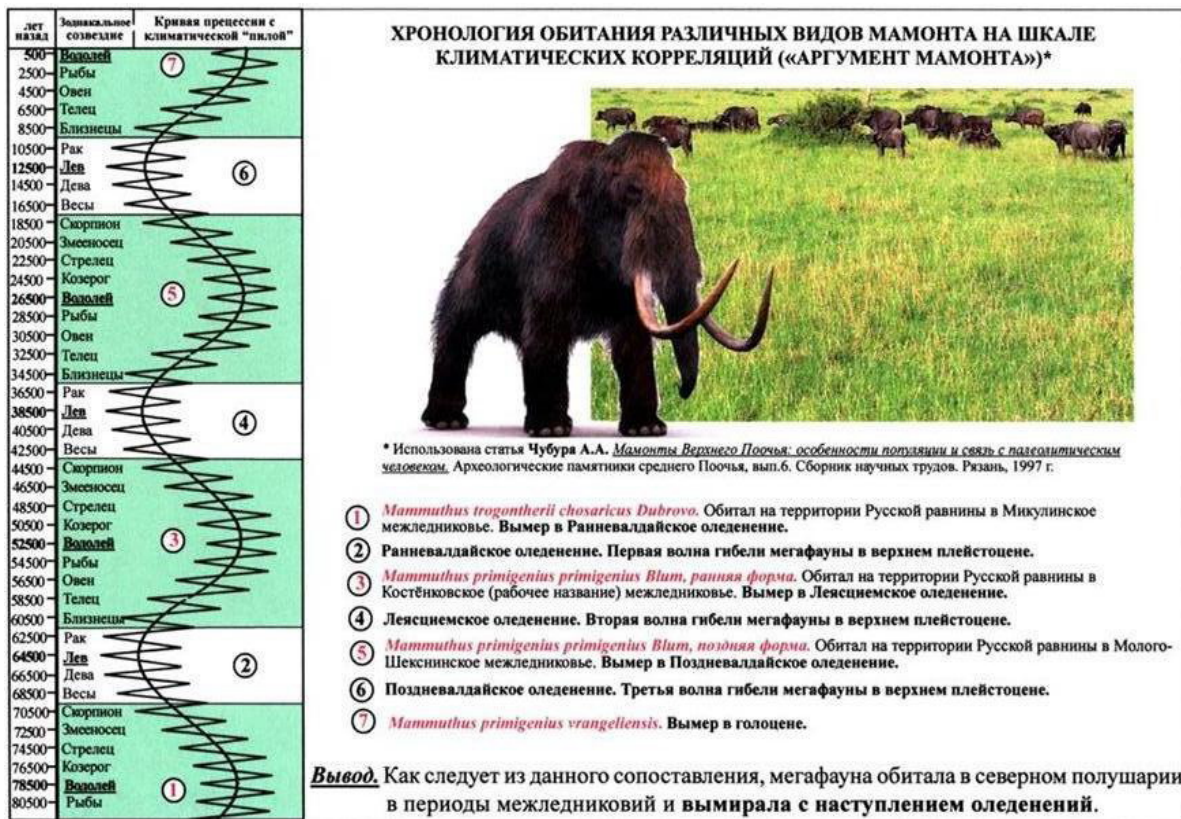 лет назад
Зодиакальное созвездие
Кривая прецессии с климатической "пилой"
500 Водолей
2500 Рыбы
4500 Овен
6500 Телец
8500 Близнецы
10500 Рак
12500 Лев
14500 Дева
16500 Весы
18500 Скорпион
20500 Змееносец
22500 Стрелец
24500 Козерог
26500 Водолей
28500 Рыбы
30500 Овен
32500 Телец
34500 Близнецы
36500 Рак
38500 Лев
40500 Дева
42500 Весы
44500 Скорпион
46500 Змееносец
48500 Стрелец
50500 Козерог
52500 Водолей
54500 Рыбы
56500 Овен
58500 Телец
60500 Близнецы
62500 Рак
64500 Лев
66500 Дева
68500 Весы
70500 Скорпион
72500 Змееносец
74500 Стрелец
76500 Козерог
78500 Водолей
80500 Рыбы
7
6
5
4
3
2
1
ХРОНОЛОГИЯ ОБИТАНИЯ РАЗЛИЧНЫХ ВИДОВ МАМОНТА НА ШКАЛЕ
КЛИМАТИЧЕСКИХ КОРРЕЛЯЦИЙ («АРГУМЕНТ МАМОНТА»)*
* Использована статья Чубура А.А. Мамонты Верхнего Поочья: особенности популяции и связь с палеолитическим
человеком. Археологические памятники среднего Поочья, вып.6. Сборник научных трудов. Рязань, 1997 г.
1 Mammuthus trogontherii chosaricus Dubrovo. Обитал на территории Русской равнины в Микулинское
межледниковье. Вымер в Ранневалдайское оледенение.
2 Ранневалдайское оледенение. Первая волна гибели мегафауны в верхнем плейстоцене.
3 Mammuthus primigenius primigenius Blum, ранняя форма. Обитал на территории Русской равнины в
Костёнковское (рабочее название) межледниковье. Вымер в Леясциемское оледенение.
4 Леясциемское оледенение. Вторая волна гибели мегафауны в верхнем плейстоцене.
5 Mammuthus primigenius primigenius Blum, поздняя форма. Обитал на территории Русской равнины в Молого-
Шекснинское межледниковье. Вымер в Поздневалдайское оледенение.
6 Поздневалдайское оледенение. Третья волна гибели мегафауны в верхнем плейстоцене.
7 Mammuthus primigenius vrangeliensis. Вымер в голоцене.
Вывод. Как следует из данного сопоставления, мегафауна обитала в северном полушарии
в периоды межледниковий и вымирала с наступлением оледенений.